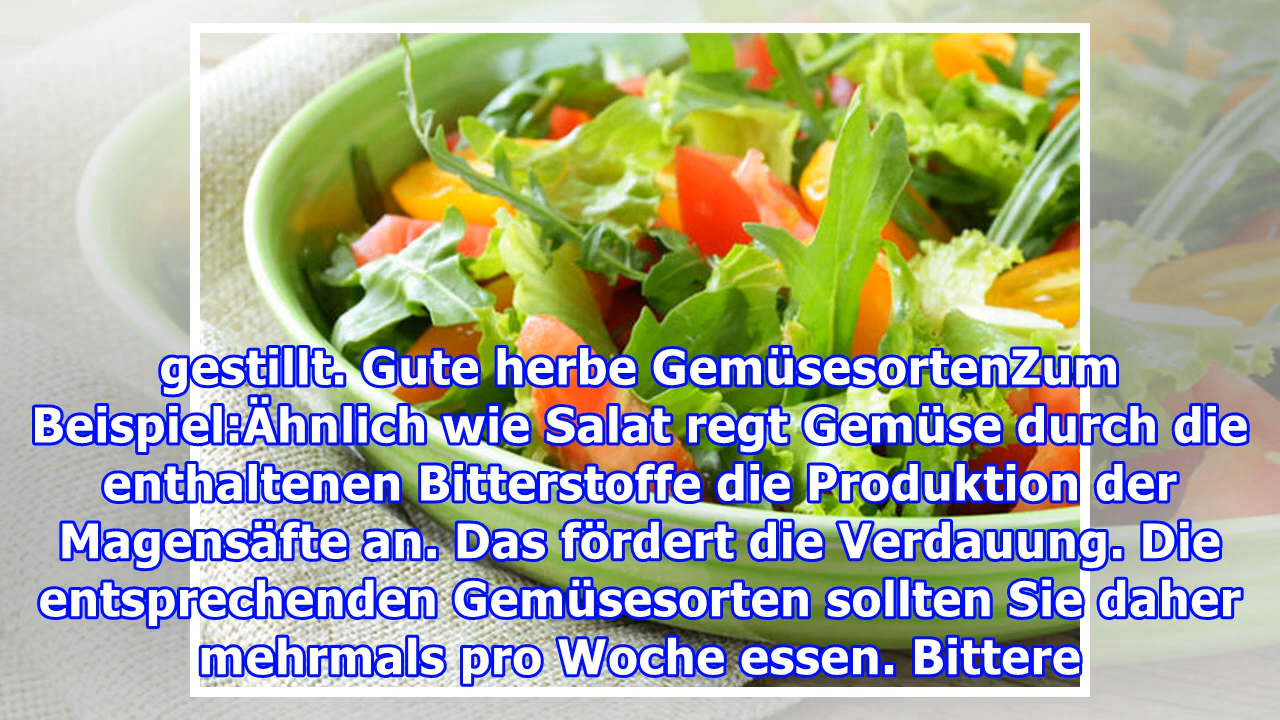 gestillt. Gute herbe GemüsesortenZum
Beispiel:Ähnlich wie Salat regt Gemüse durch die
enthaltenen Bitterstoffe die Produktion der
Magensäfte an. Das fördert die Verdauung. Die
entsprechenden Gemüsesorten sollten Sie daher
mehrmals pro Woche essen. Bittere